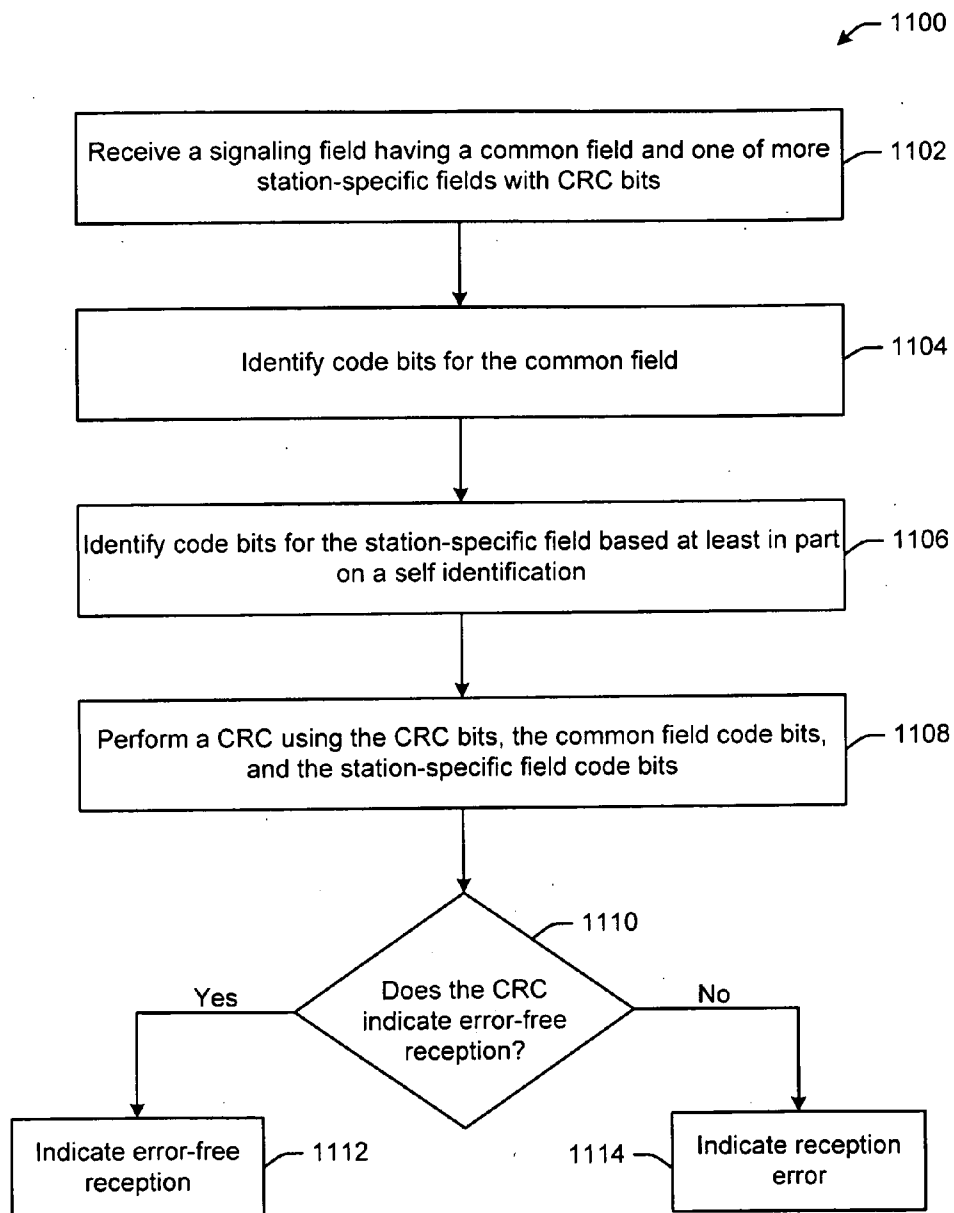 1100
Receive a signaling field having a common field and one of more
station-specific fields with CRC bits
1102
Identify code bits for the common field
1104
Identify code bits for the station-specific field based at least in part
on a self identification
1106
Perform a CRC using the CRC bits, the common field code bits,
and the station-specific field code bits
1108
1110
Does the CRC
indicate error-free
reception?
Yes
No
Indicate error-free
reception
1112
1114
Indicate reception
error